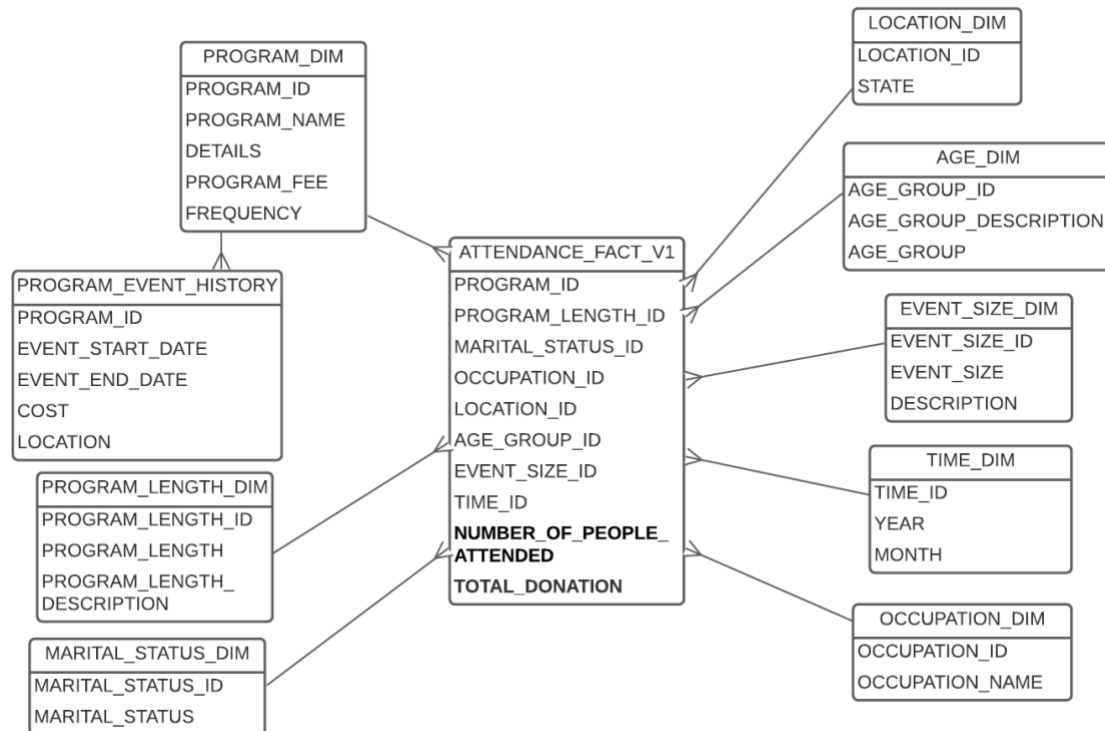 PROGRAM_DIM
PROGRAM_ID
PROGRAM_NAME
DETAILS
PROGRAM_FEE
FREQUENCY
PROGRAM_EVENT_HISTORY
PROGRAM_ID
EVENT_START_DATE
EVENT_END_DATE
COST
LOCATION
PROGRAM_LENGTH_DIM
PROGRAM_LENGTH_ID
PROGRAM_LENGTH
PROGRAM_LENGTH_
DESCRIPTION
MARITAL_STATUS_DIM
MARITAL_STATUS_ID
MARITAL_STATUS
ATTENDANCE_FACT_V1
PROGRAM_ID
PROGRAM_LENGTH_ID
MARITAL_STATUS_ID
OCCUPATION_ID
LOCATION_ID
AGE_GROUP_ID
EVENT_SIZE_ID
TIME_ID
NUMBER_OF_PEOPLE_
ATTENDED
TOTAL_DONATION
LOCATION_DIM
LOCATION_ID
STATE
AGE_DIM
AGE_GROUP_ID
AGE_GROUP_DESCRIPTION
AGE_GROUP
EVENT_SIZE_DIM
EVENT_SIZE_ID
EVENT_SIZE
DESCRIPTION
TIME_DIM
TIME_ID
YEAR
MONTH
OCCUPATION_DIM
OCCUPATION_ID
OCCUPATION_NAME